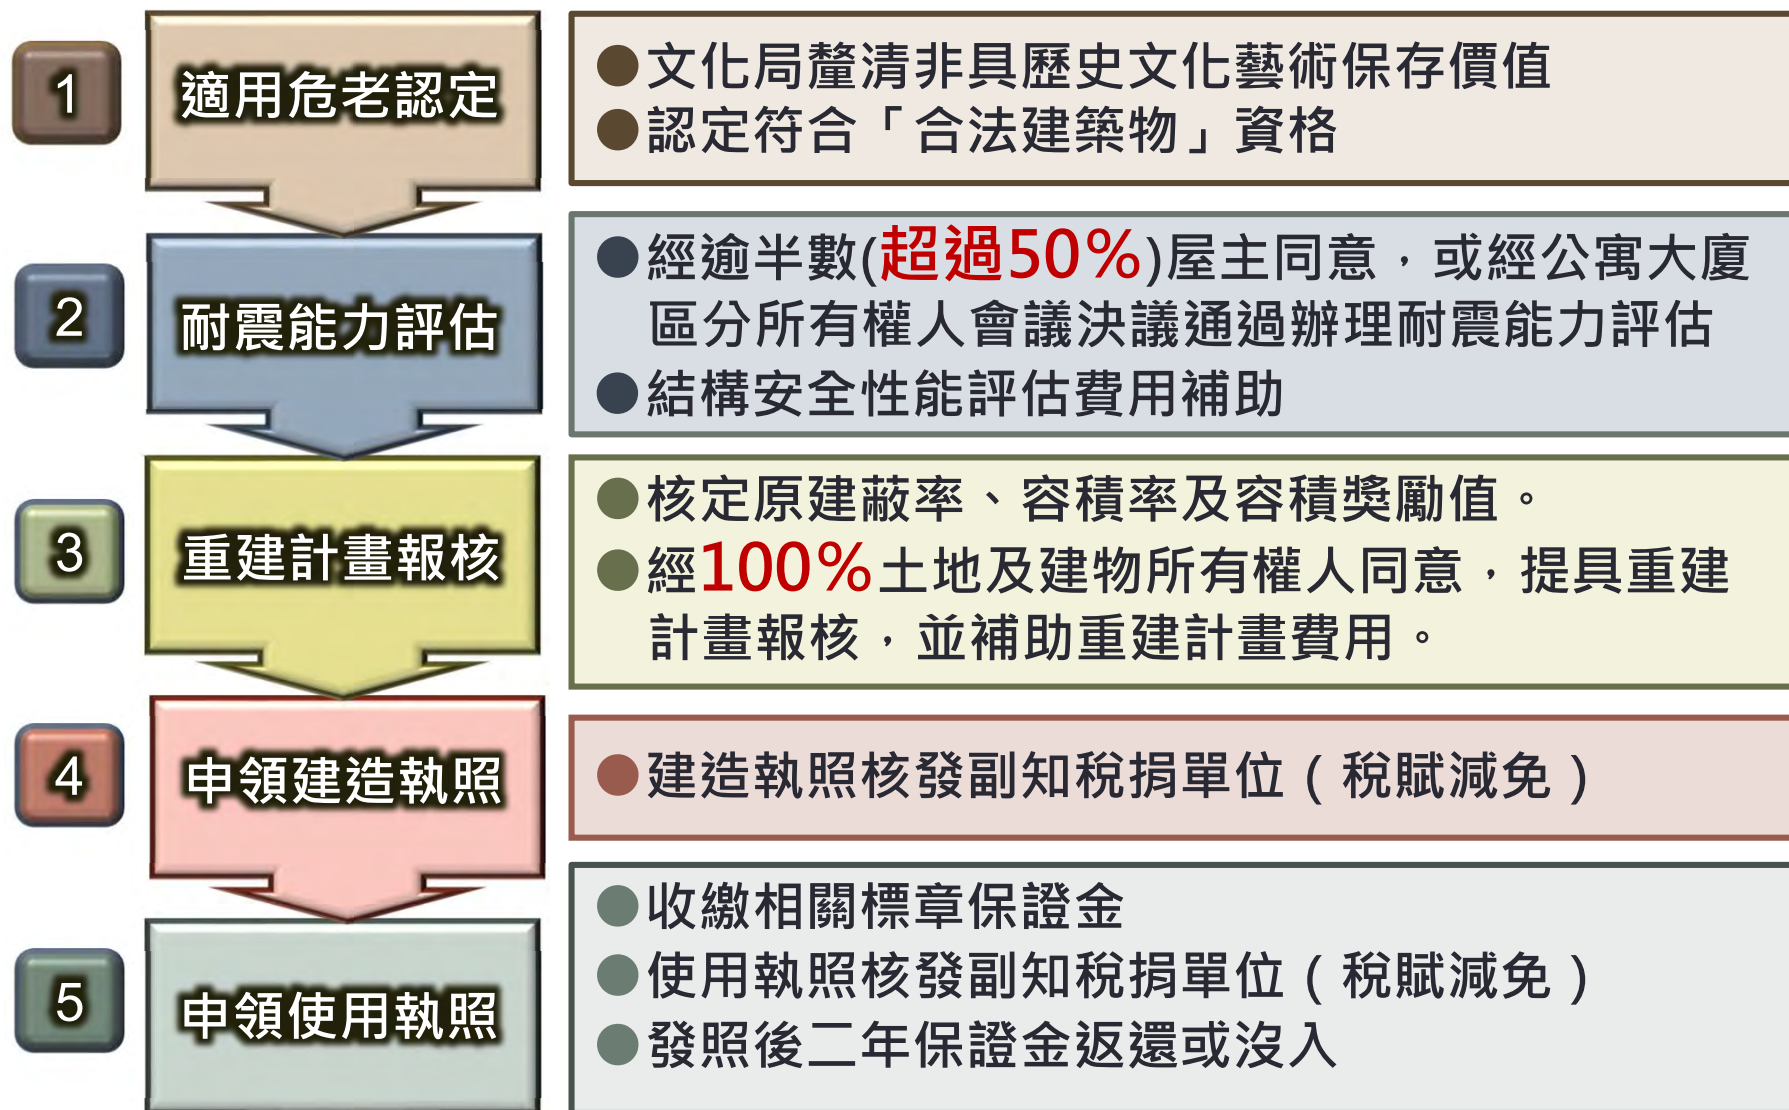 1
適用危老認定
●文化局釐清非具歷史文化藝術保存價值
●認定符合「合法建築物」資格
2
耐震能力評估
●經逾半數(超過50%)屋主同意，或經公寓大廈
區分所有權人會議決議通過辦理耐震能力評估
●結構安全性能評估費用補助
3
重建計畫報核
●核定原建蔽率、容積率及容積獎勵值。
●經100%土地及建物所有權人同意，提具重建
計畫報核，並補助重建計畫費用。
4
申領建造執照
●建造執照核發副知稅捐單位（稅賦減免）
5
申領使用執照
●收繳相關標章保證金
●使用執照核發副知稅捐單位（稅賦減免）
●發照後二年保證金返還或沒入